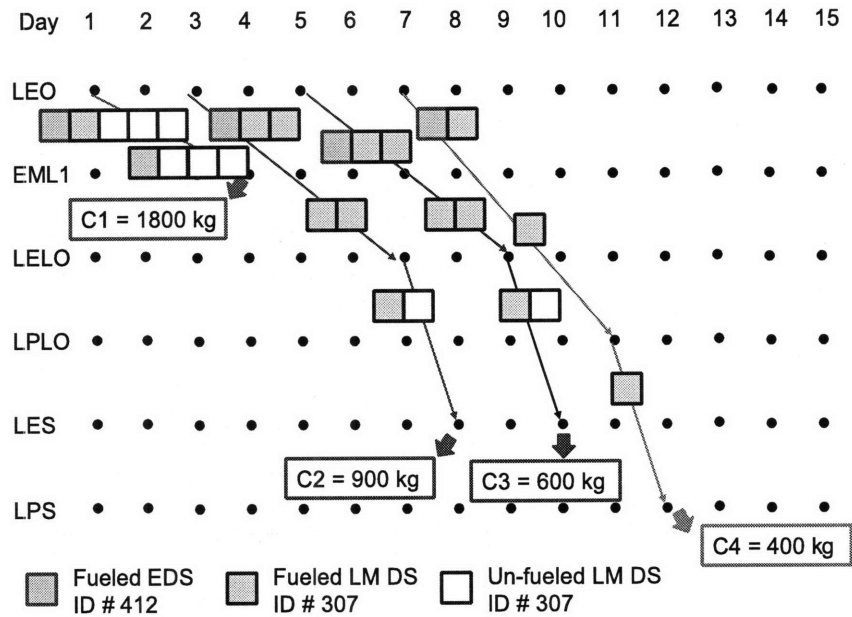 Day 1 2 3 4 5 6 7 8 9 10 11 12 13 14 15
LEO
EML1
C1 = 1800 kg
LELO
LPLO
LES
C2 = 900 kg
C3 = 600 kg
LPS
C4 = 400 kg
Fueled EDS
ID # 412
Fueled LM DS
ID # 307
Un-fueled LM DS
ID # 307